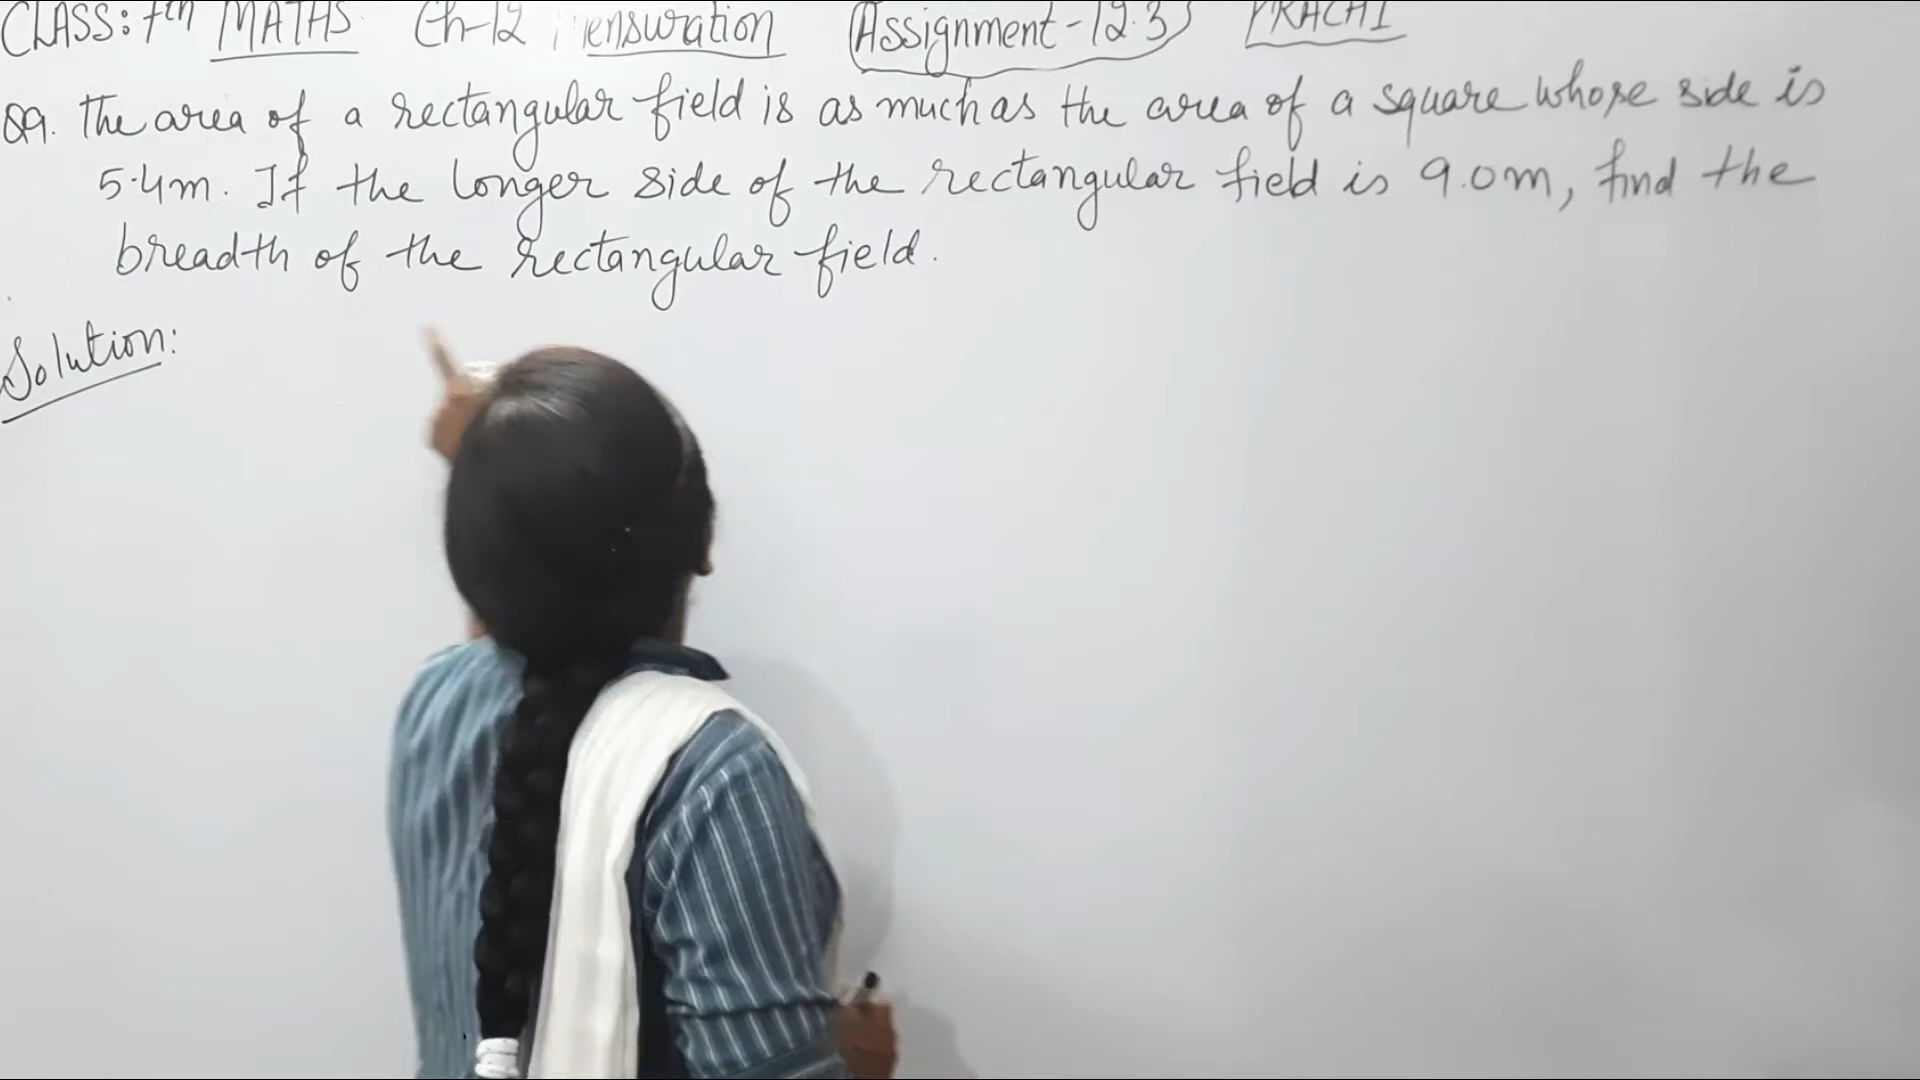 CLASS: 7th MATHS Ch-12 Mensuration Assignment-12.3 PRACHI
Q9. The area of a rectangular field is as much as the area of a square whose side is
5.4m. If the longer side of the rectangular field is 9.0m, find the
breadth of the rectangular field.
Solution: